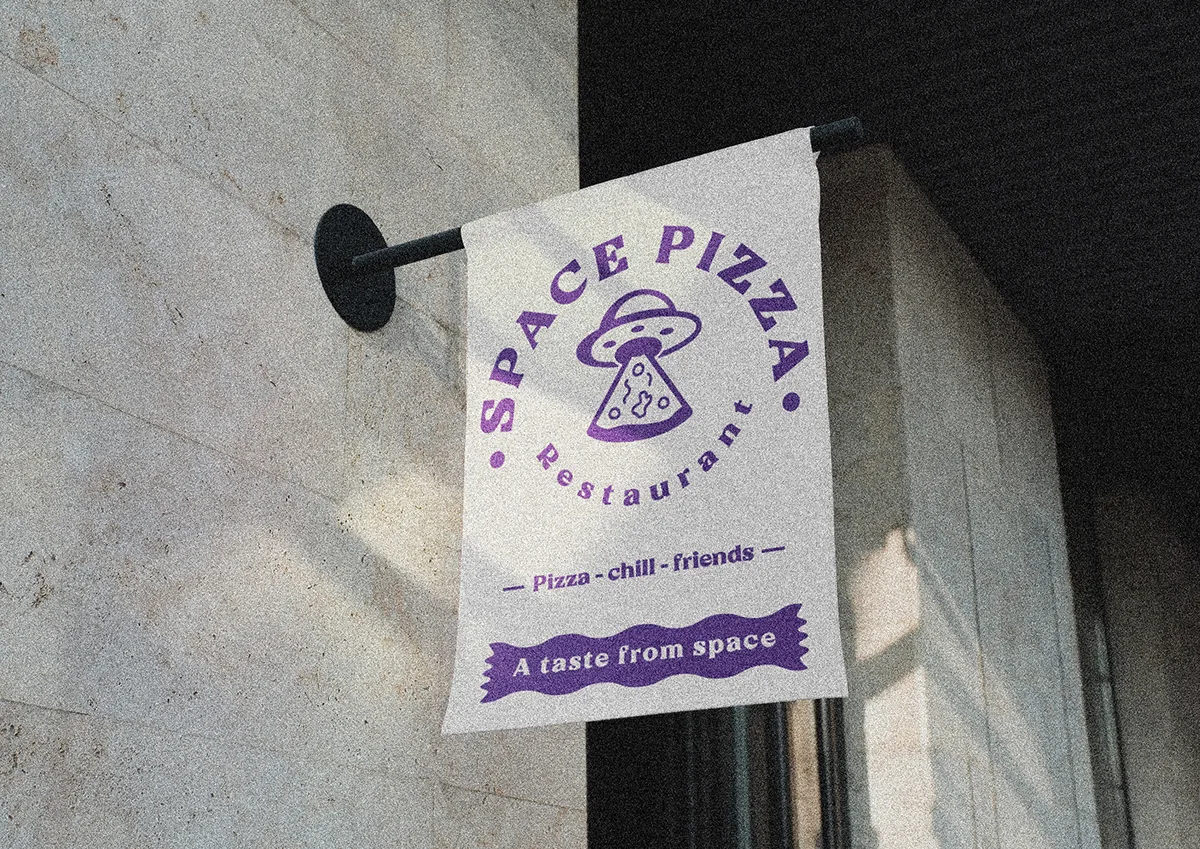 SPACE PIZZA
Restaurant
— Pizza - chill - friends —
A taste from space